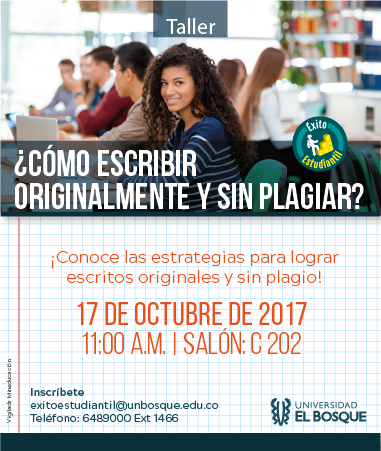 Taller
Éxito
Estudiantil
¿CÓMO ESCRIBIR
ORIGINALMENTE Y SIN PLAGIAR?
¡Conoce las estrategias para lograr
escritos originales y sin plagio!
17 DE OCTUBRE DE 2017
11:00 A.M. | SALÓN: C 202
Inscríbete
exitoestudiantil@unbosque.edu.co
Teléfono: 6489000 Ext 1466
UNIVERSIDAD
EL BOSQUE
Vigilada Mineducación